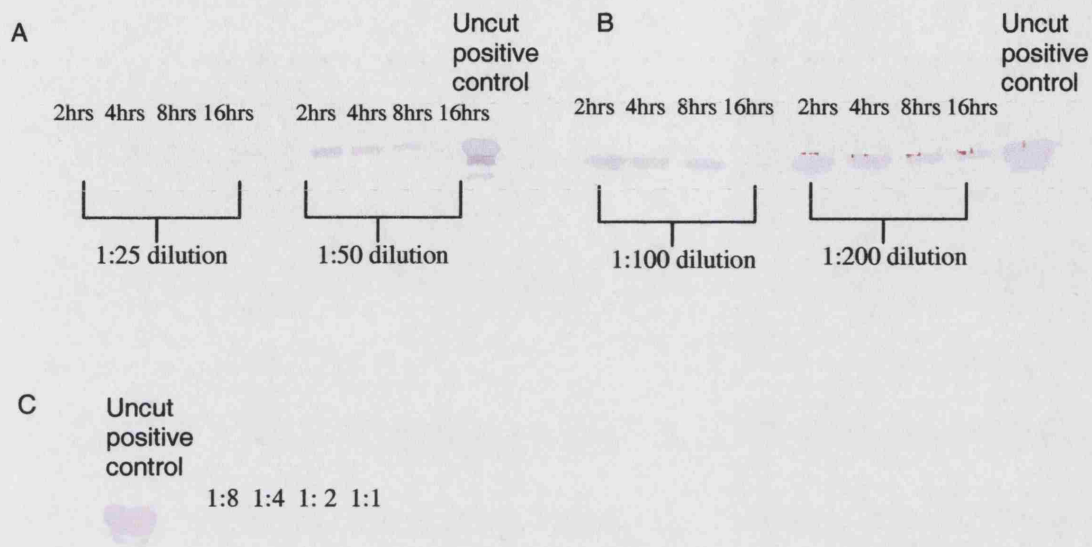 A
Uncut
positive
control
2hrs 4hrs 8hrs 16hrs 2hrs 4hrs 8hrs 16hrs
1:25 dilution 1:50 dilution
B
Uncut
positive
control
2hrs 4hrs 8hrs 16hrs 2hrs 4hrs 8hrs 16hrs
1:100 dilution 1:200 dilution
C
Uncut
positive
control
1:8 1:4 1: 2 1:1